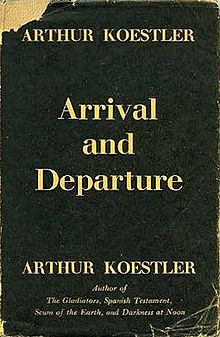 ARTHUR KOESTLER
Arrival
and
Departure
ARTHUR KOESTLER
Author of
The Gladiators, Spanish Testament,
Scum of the Earth, and Darkness at Noon